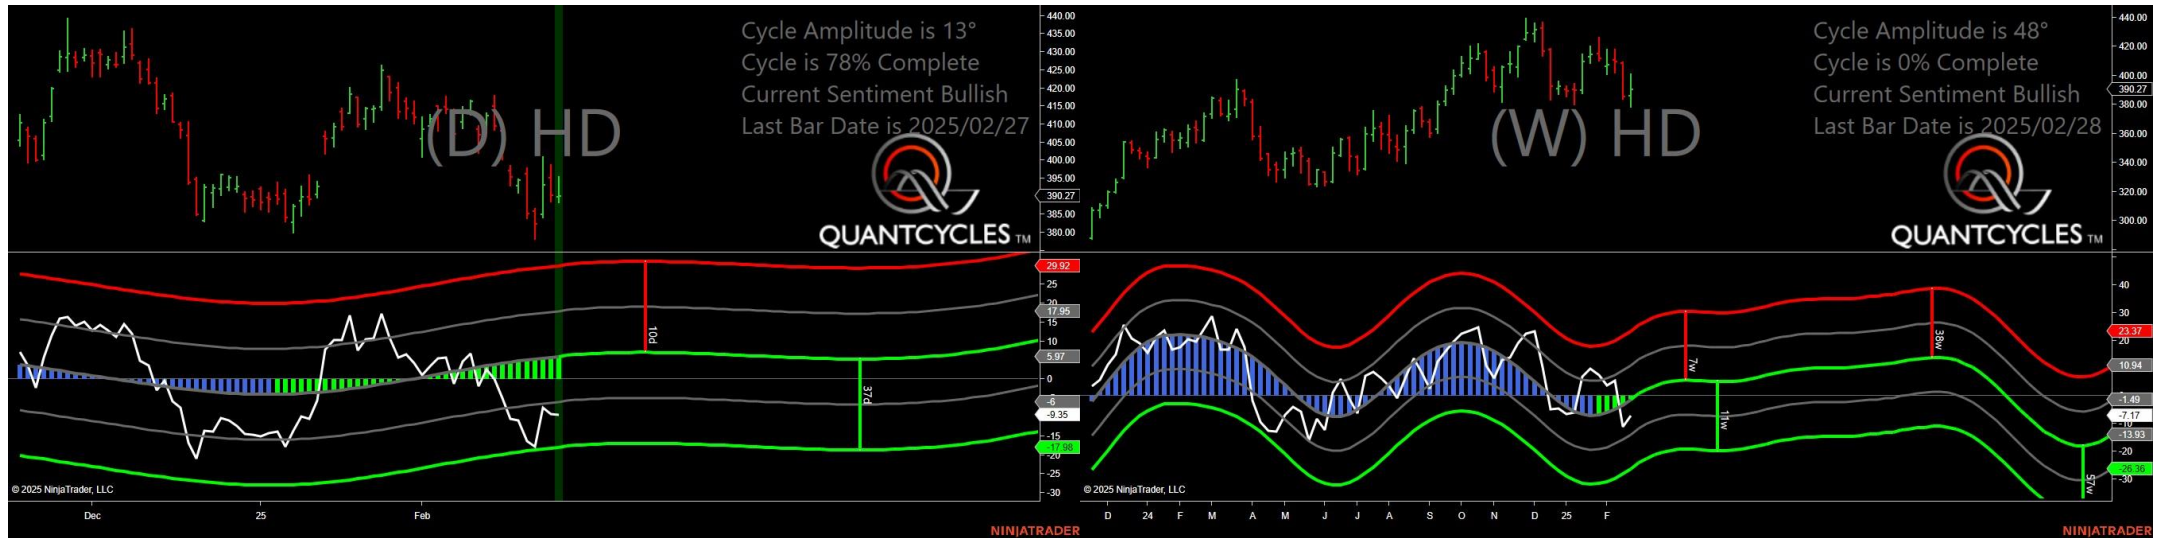 Cycle Amplitude is 13°
Cycle is 78% Complete
Current Sentiment Bullish
Last Bar Date is 2025/02/27
(D) HD
QUANTCYCLES TM
440.00
435.00
430.00
425.00
420.00
415.00
410.00
405.00
400.00
395.00
390.27
385.00
380.00
29.92
25
20
17.95
15
10
5.97
0
-6
-9.35
-15
-17.98
-20
-25
-30
10d
37d
© 2025 NinjaTrader, LLC
Dec
25
Feb
NINJATRADER
Cycle Amplitude is 48°
Cycle is 0% Complete
Current Sentiment Bullish
Last Bar Date is 2025/02/28
(W) HD
QUANTCYCLES TM
440.00
420.00
400.00
390.27
380.00
360.00
340.00
320.00
300.00
40
30
23.37
20
10.94
-1.49
-7.17
-10
-13.93
-20
-26.36
-30
7w
11w
38w
57w
© 2025 NinjaTrader, LLC
D 24 F M A M J J A S O N D 25 F
NINJATRADER